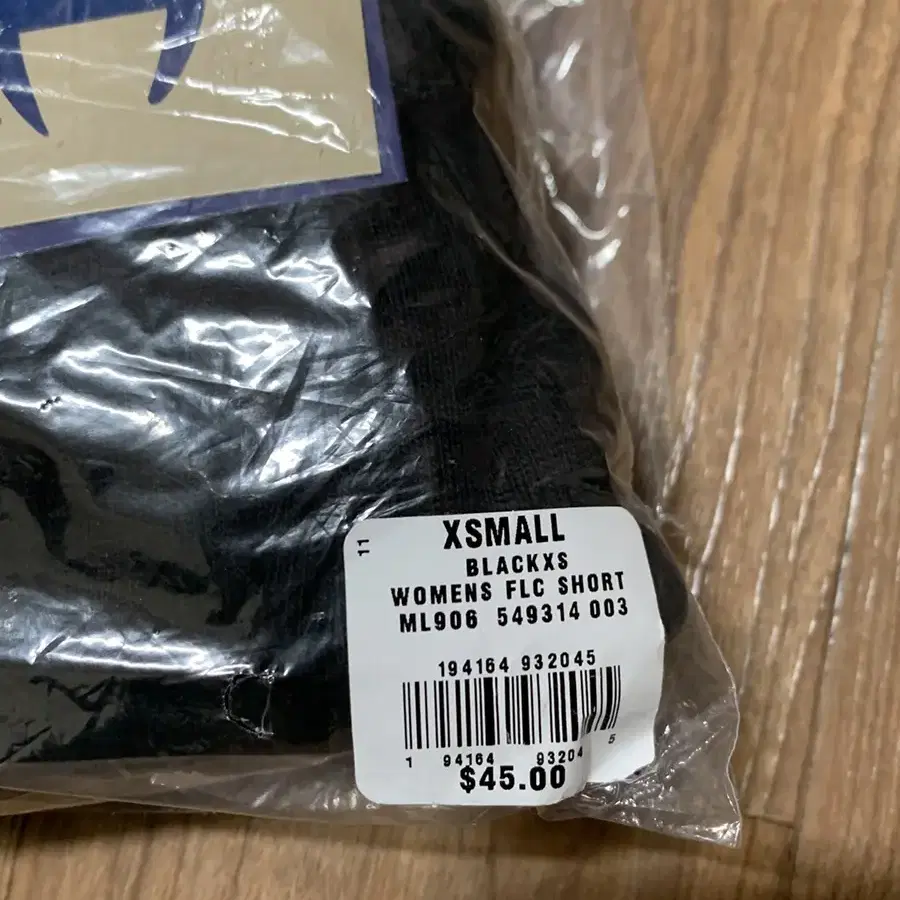 11
XSMALL
BLACKXS
WOMENS FLC SHORT
ML906 549314 003
194164 932045
1 94164 93204 5
$45.00